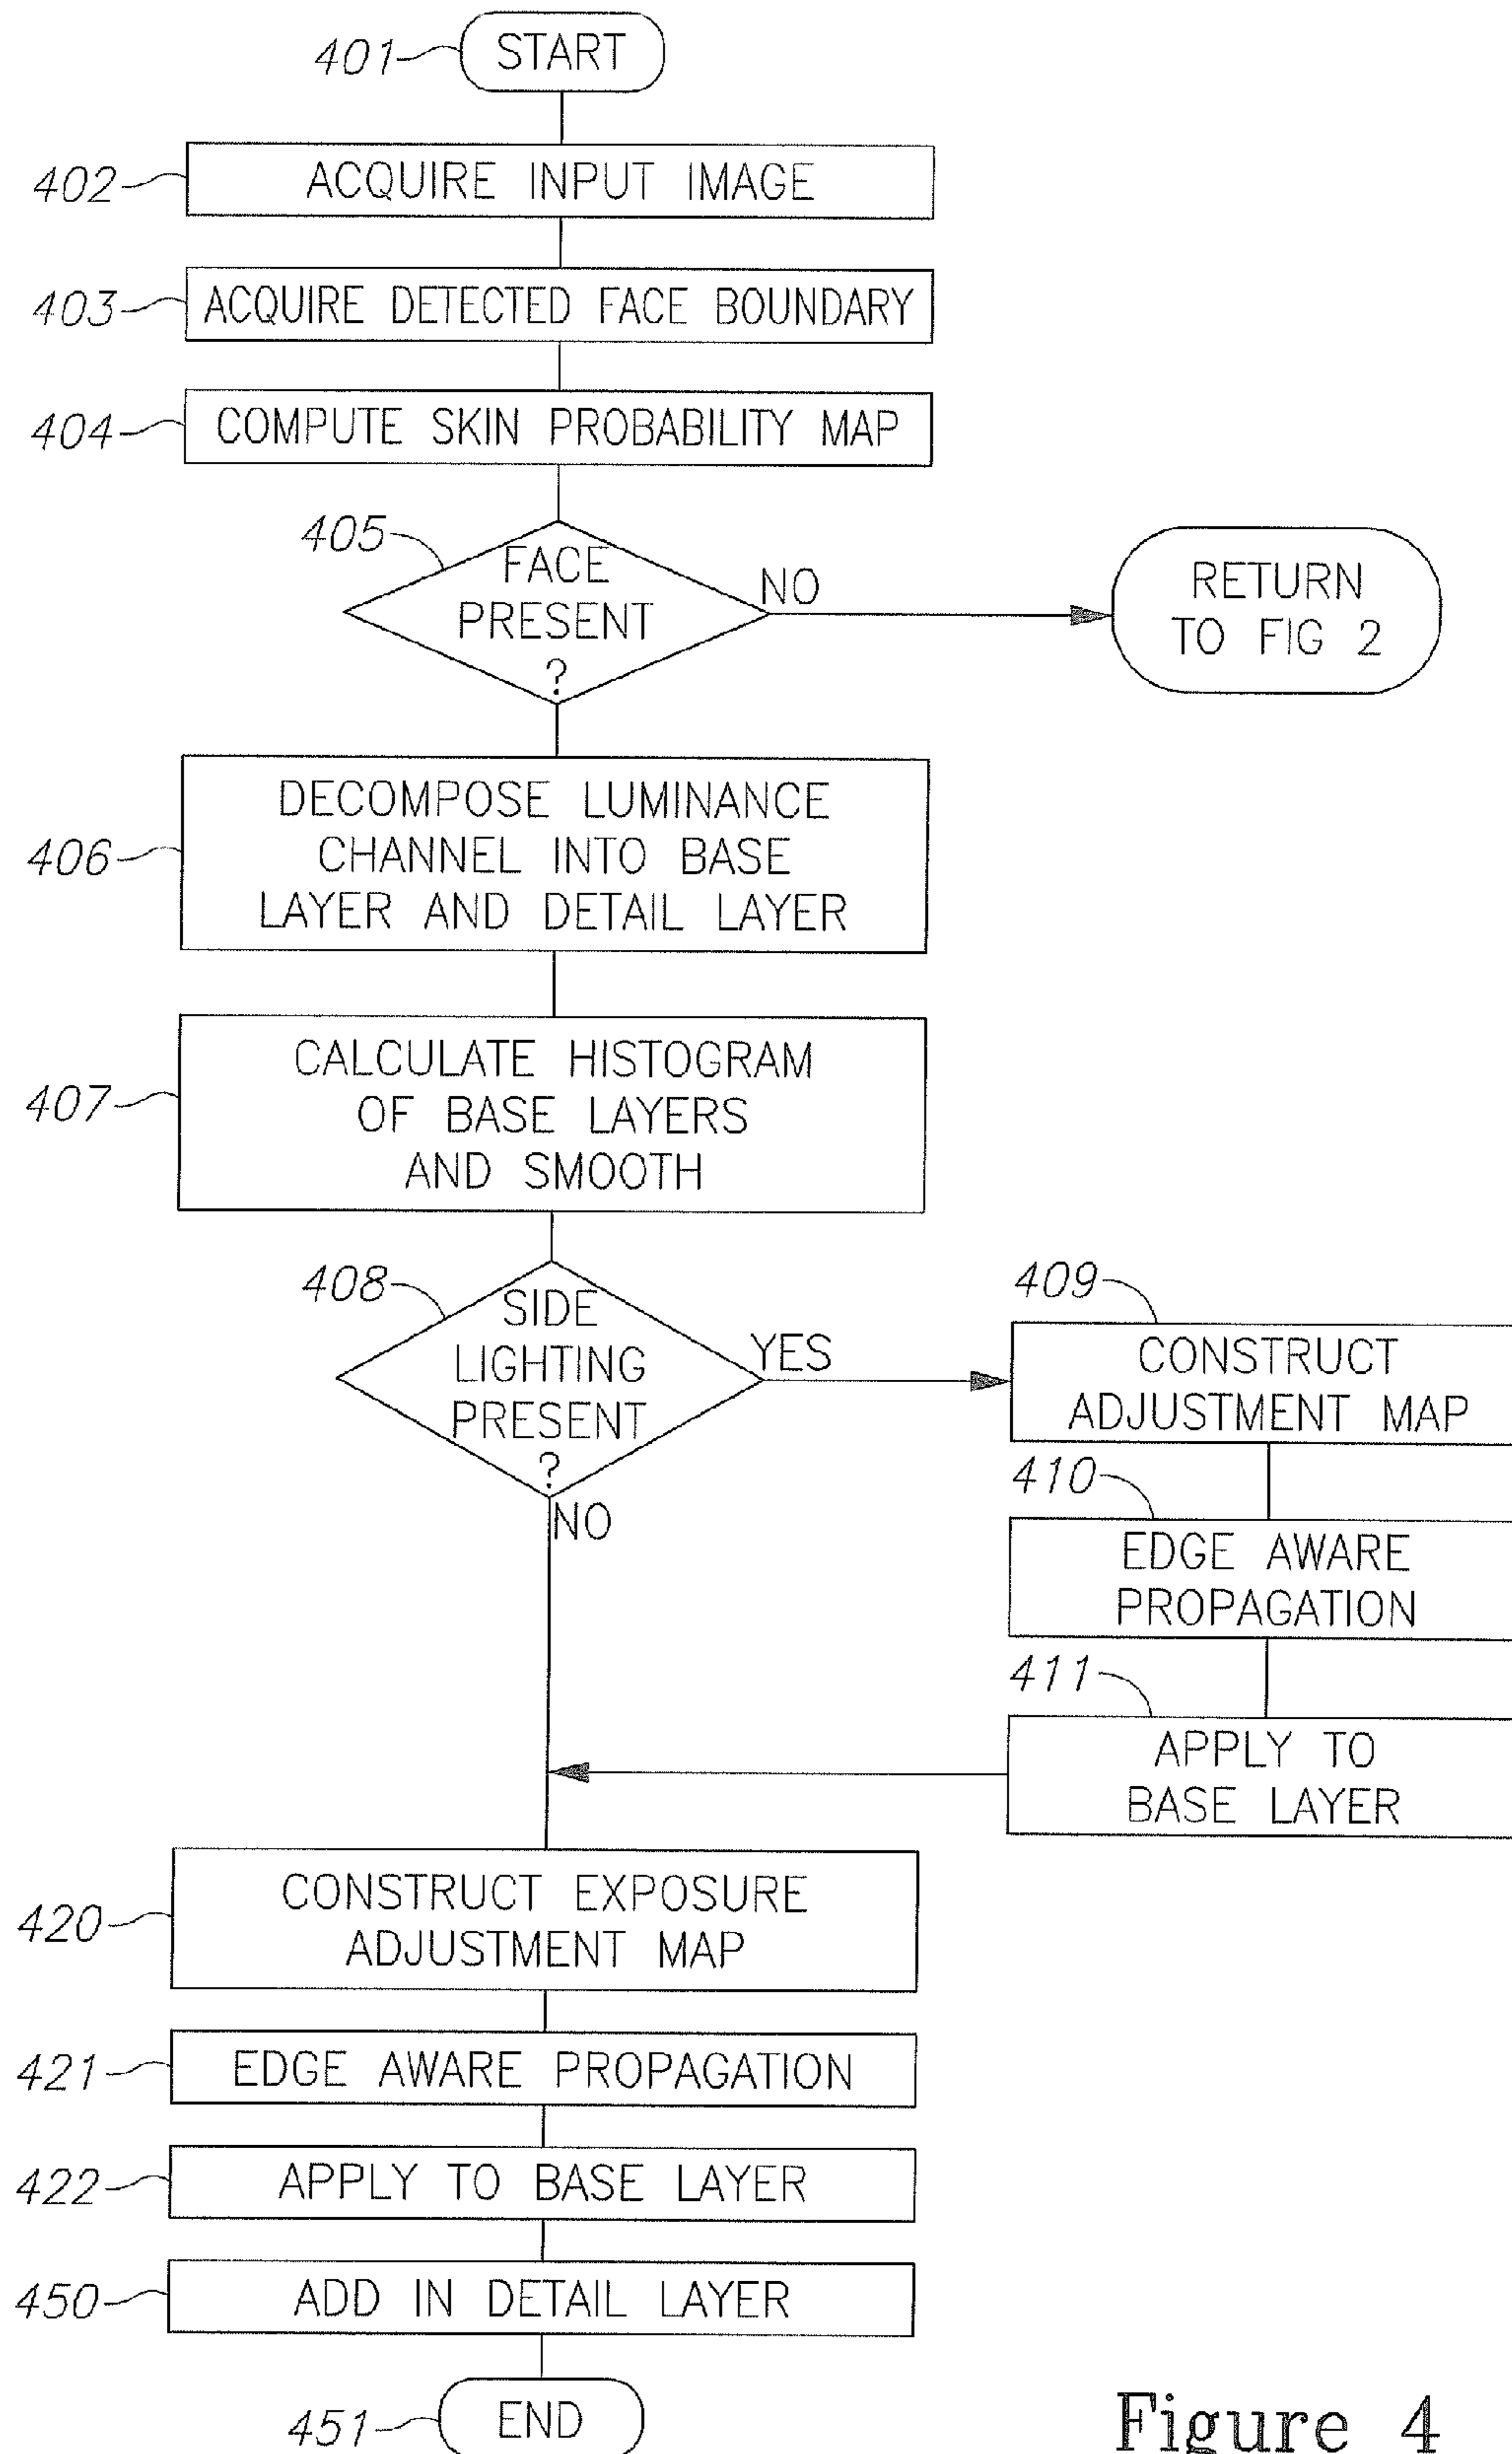 401
START
402
ACQUIRE INPUT IMAGE
403
ACQUIRE DETECTED FACE BOUNDARY
404
COMPUTE SKIN PROBABILITY MAP
405
FACE
PRESENT
?
NO
RETURN
TO FIG 2
406
DECOMPOSE LUMINANCE
CHANNEL INTO BASE
LAYER AND DETAIL LAYER
407
CALCULATE HISTOGRAM
OF BASE LAYERS
AND SMOOTH
408
SIDE
LIGHTING
PRESENT
?
YES
NO
409
CONSTRUCT
ADJUSTMENT MAP
410
EDGE AWARE
PROPAGATION
411
APPLY TO
BASE LAYER
420
CONSTRUCT EXPOSURE
ADJUSTMENT MAP
421
EDGE AWARE PROPAGATION
422
APPLY TO BASE LAYER
450
ADD IN DETAIL LAYER
451
END
Figure 4